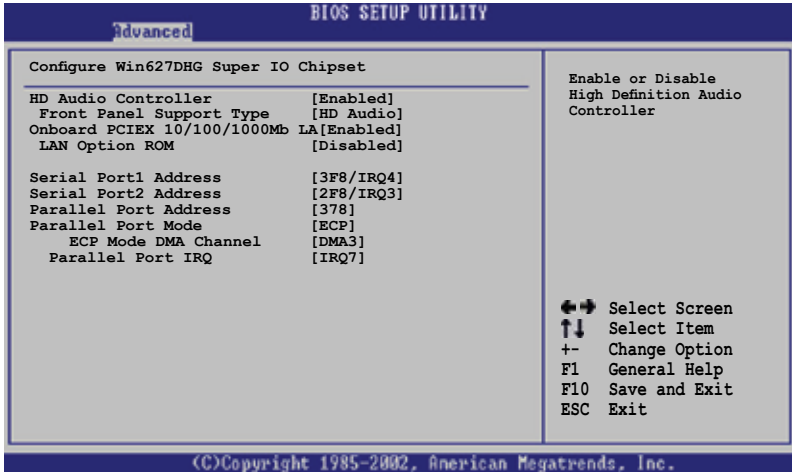 BIOS SETUP UTILITY
Advanced
Configure Win627DHG Super IO Chipset
HD Audio Controller [Enabled]
Front Panel Support Type [HD Audio]
Onboard PCIEX 10/100/1000Mb LA[Enabled]
LAN Option ROM [Disabled]
Serial Port1 Address [3F8/IRQ4]
Serial Port2 Address [2F8/IRQ3]
Parallel Port Address [378]
Parallel Port Mode [ECP]
ECP Mode DMA Channel [DMA3]
Parallel Port IRQ [IRQ7]
Enable or Disable
High Definition Audio
Controller
←→ Select Screen
↑↓ Select Item
+- Change Option
F1 General Help
F10 Save and Exit
ESC Exit
(C)Copyright 1985-2002, American Megatrends, Inc.